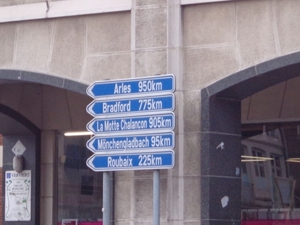 Arles 950km
Bradford 775km
La Motte Chalancon 905km
Mönchengladbach 95km
Roubaix 225km